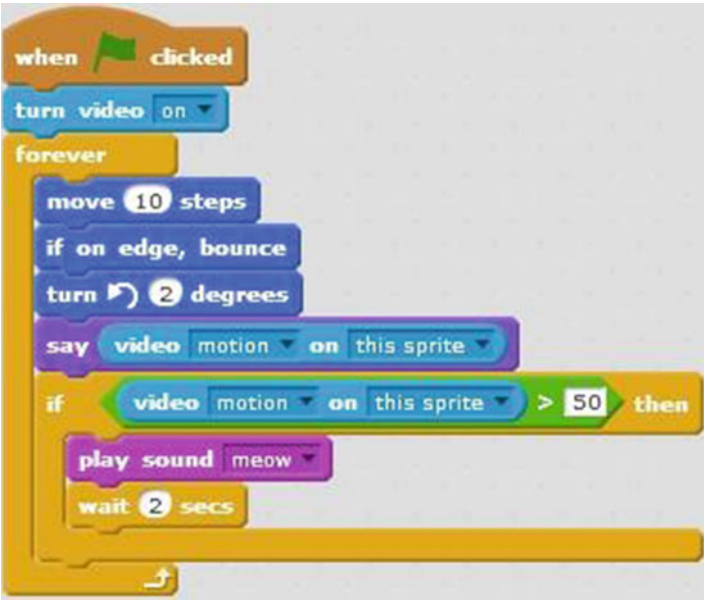 when clicked
turn video on
forever
move 10 steps
if on edge, bounce
turn 2 degrees
say video motion on this sprite
if video motion on this sprite > 50 then
play sound meow
wait 2 secs